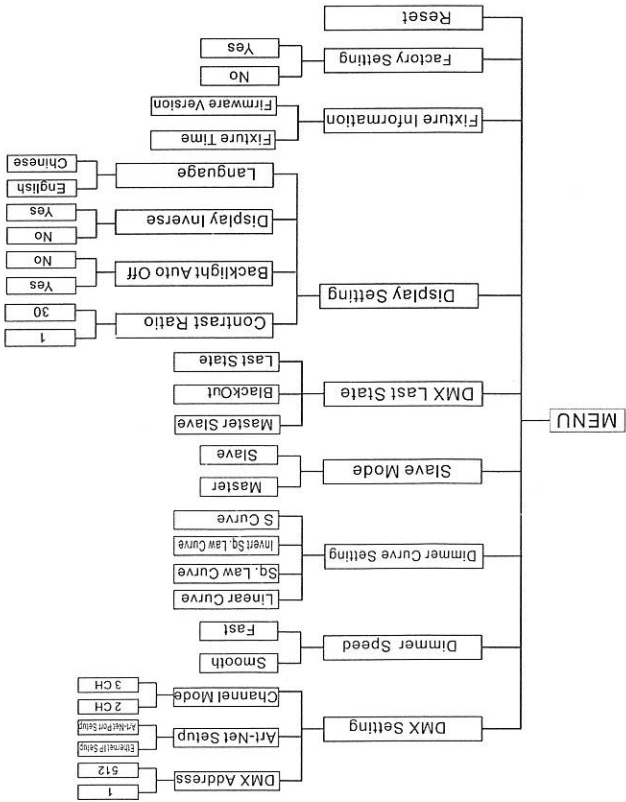 MENU
DMX Setting
DMX Address
1
512
Art-Net Setup
Ethernet IP Setup
Art-Net Port Setup
Channel Mode
2 CH
3 CH
Dimmer Speed
Smooth
Fast
Dimmer Curve Setting
Linear Curve
Sq. Law Curve
Invert Sq. Law Curve
S Curve
Slave Mode
Master
Slave
DMX Last State
Master Slave
BlackOut
Last State
Display Setting
Contrast Ratio
1
30
Backlight Auto Off
Yes
No
Display Inverse
No
Yes
Language
English
Chinese
Fixture Information
Fixture Time
Firmware Version
Factory Setting
No
Yes
Reset